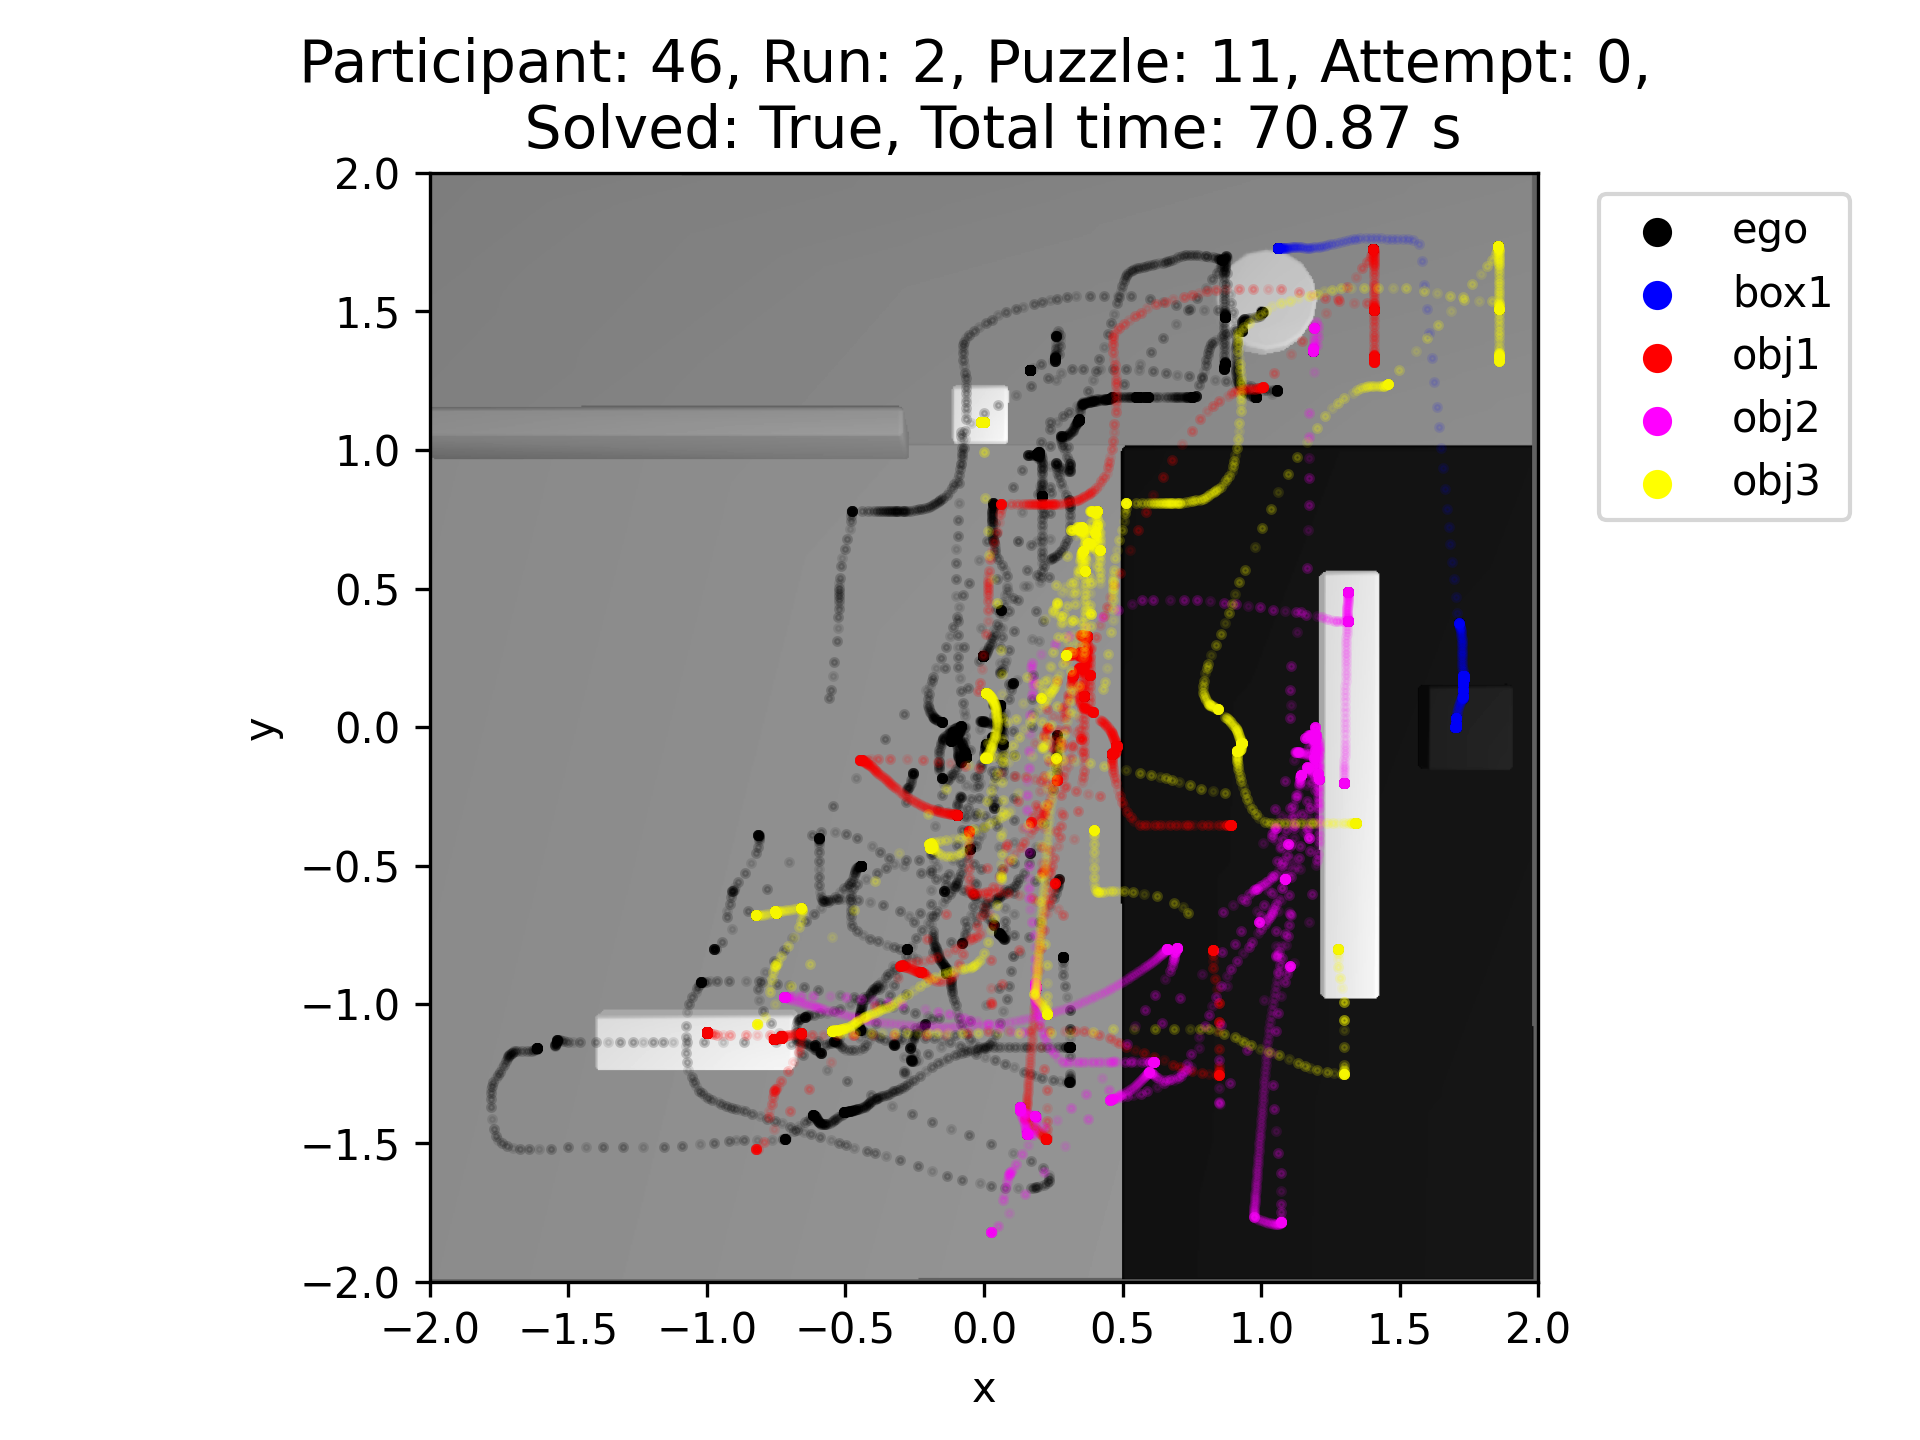 Participant: 46, Run: 2, Puzzle: 11, Attempt: 0,
Solved: True, Total time: 70.87 s
2.0
1.5
1.0
0.5
0.0
−0.5
−1.0
−1.5
−2.0
y
−2.0 −1.5 −1.0 −0.5 0.0 0.5 1.0 1.5 2.0
x
ego
box1
obj1
obj2
obj3